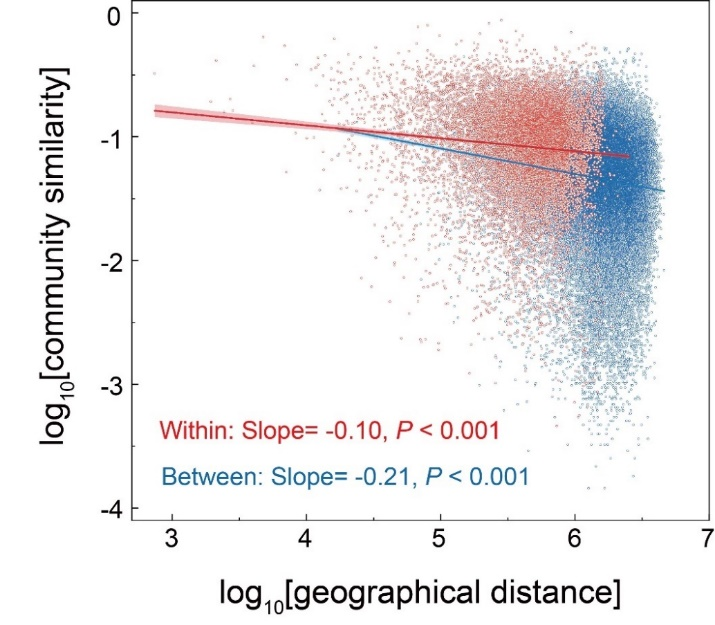 0
-1
-2
-3
-4
log10[community similarity]
Within: Slope= -0.10, P < 0.001
Between: Slope= -0.21, P < 0.001
3 4 5 6 7
log10[geographical distance]